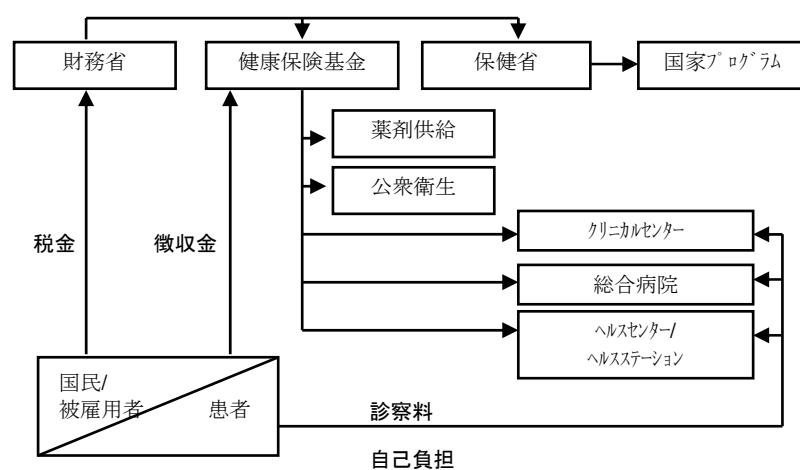 財務省
健康保険基金
保健省
国家ﾌﾟﾛｸﾞﾗﾑ
薬剤供給
公衆衛生
ｸﾘﾆｶﾙｾﾝﾀｰ
税金
徴収金
総合病院
ﾍﾙｽｾﾝﾀｰ/
ﾍﾙｽｽﾃｰｼｮﾝ
国民/
被雇用者
患者
診察料
自己負担